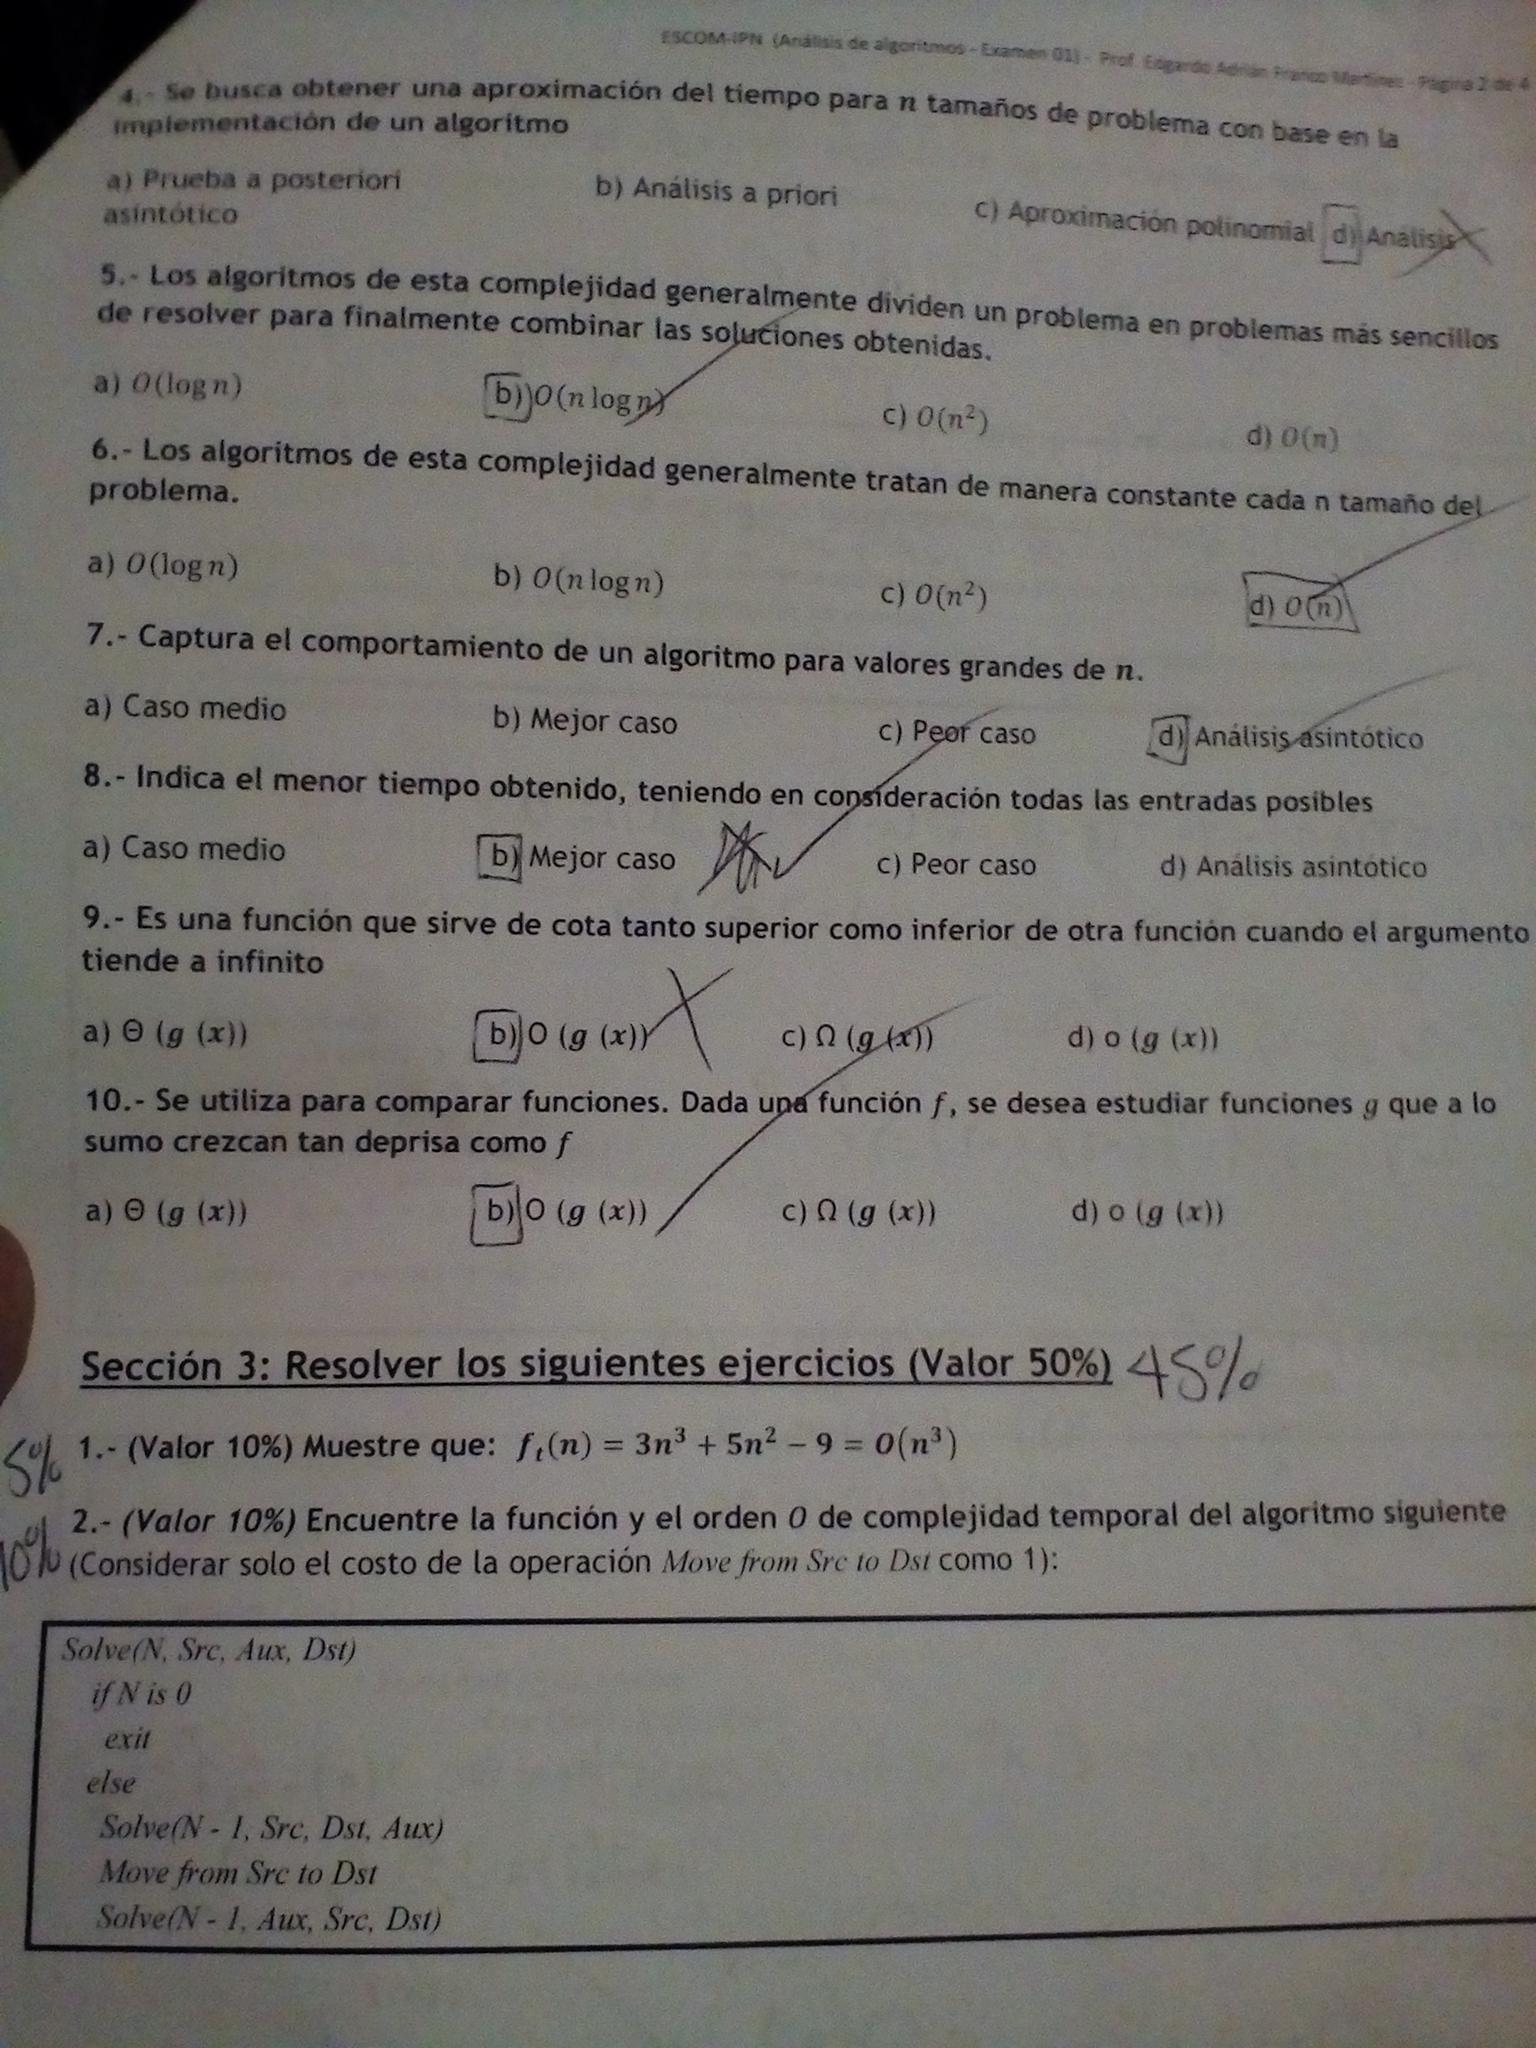 ESCOM-IPN (Análisis de algoritmos - Examen 01) - Prof. Edgardo Adrián Franco Martínez - Página 2 de 4
4.- Se busca obtener una aproximación del tiempo para n tamaños de problema con base en la
implementación de un algoritmo
a) Prueba a posteriori b) Análisis a priori c) Aproximación polinomial d) Análisis
asintótico
5.- Los algoritmos de esta complejidad generalmente dividen un problema en problemas más sencillos
de resolver para finalmente combinar las soluciones obtenidas.
a) O(log n) b) O(n log n) c) O(n²) d) O(n)
6.- Los algoritmos de esta complejidad generalmente tratan de manera constante cada n tamaño del
problema.
a) O(log n) b) O(n log n) c) O(n²) d) O(n)
7.- Captura el comportamiento de un algoritmo para valores grandes de n.
a) Caso medio b) Mejor caso c) Peor caso d) Análisis asintótico
8.- Indica el menor tiempo obtenido, teniendo en consideración todas las entradas posibles
a) Caso medio b) Mejor caso c) Peor caso d) Análisis asintótico
9.- Es una función que sirve de cota tanto superior como inferior de otra función cuando el argumento
tiende a infinito
a) Θ (g (x)) b) O (g (x)) c) Ω (g (x)) d) o (g (x))
10.- Se utiliza para comparar funciones. Dada una función f, se desea estudiar funciones g que a lo
sumo crezcan tan deprisa como f
a) Θ (g (x)) b) O (g (x)) c) Ω (g (x)) d) o (g (x))
Sección 3: Resolver los siguientes ejercicios (Valor 50%) 45%
5% 1.- (Valor 10%) Muestre que: fₜ(n) = 3n³ + 5n² − 9 = O(n³)
2.- (Valor 10%) Encuentre la función y el orden O de complejidad temporal del algoritmo siguiente
10% (Considerar solo el costo de la operación Move from Src to Dst como 1):
Solve(N, Src, Aux, Dst)
if N is 0
exit
else
Solve(N - 1, Src, Dst, Aux)
Move from Src to Dst
Solve(N - 1, Aux, Src, Dst)